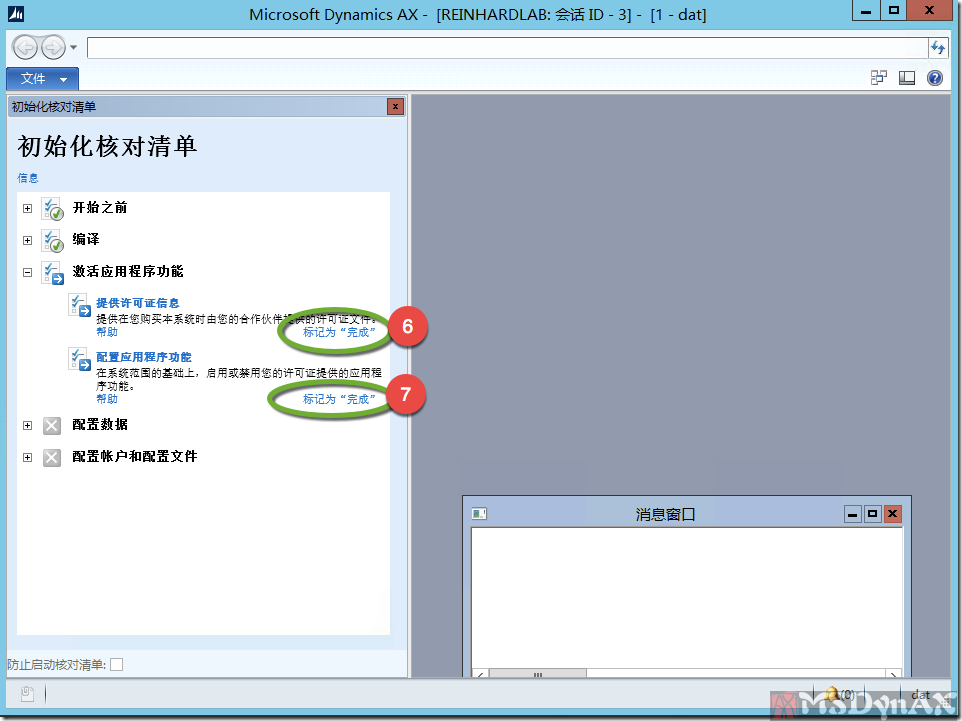 Microsoft Dynamics AX - [REINHARDLAB: 会话 ID - 3] - [1 - dat]
文件
初始化核对清单
初始化核对清单
信息
开始之前
编译
激活应用程序功能
提供许可证信息
提供在您购买本系统时由您的合作伙伴提供的许可证文件。
帮助 标记为“完成”
6
配置应用程序功能
在系统范围的基础上，启用或禁用您的许可证提供的应用程
序功能。
帮助 标记为“完成”
7
配置数据
配置帐户和配置文件
消息窗口
防止启动核对清单:
(0) dat
MsDynAX